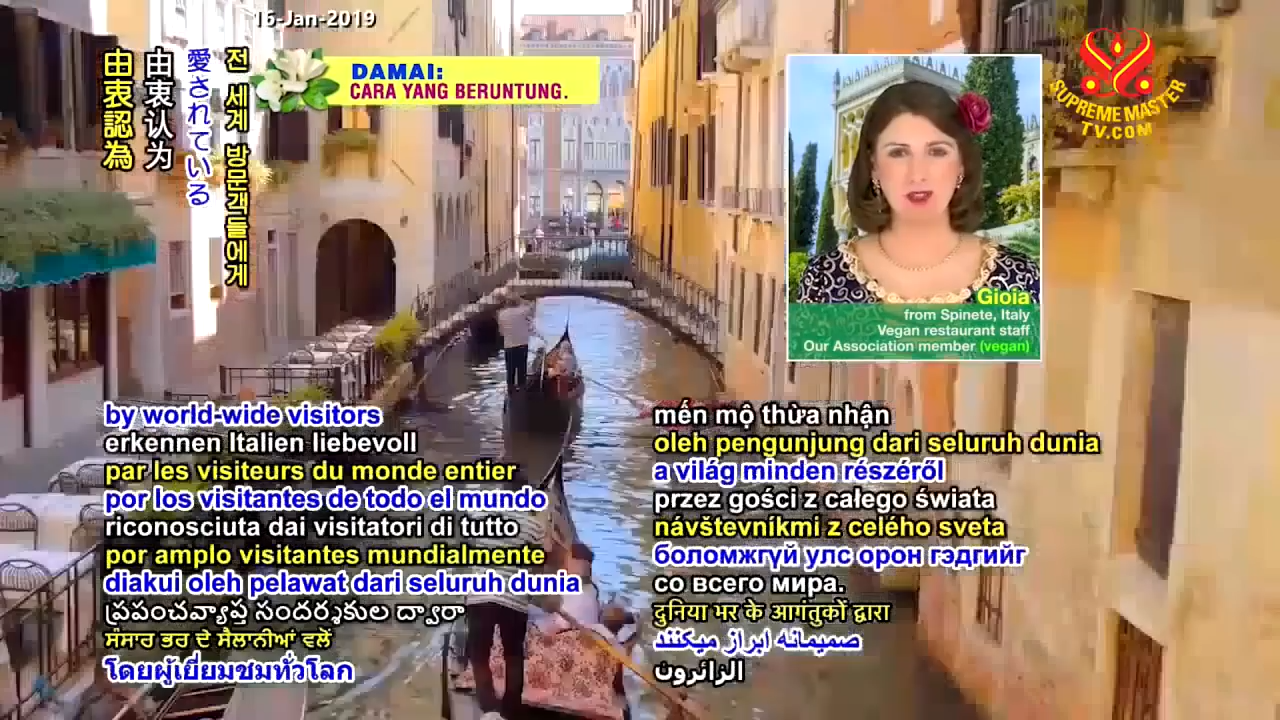 16-Jan-2019
DAMAI:
CARA YANG BERUNTUNG.
SUPREME MASTER
TV.COM
由衷認為
由衷认为
愛されている
전 세계 방문객들에게
Gioia
from Spinete, Italy
Vegan restaurant staff
Our Association member (vegan)
by world-wide visitors
erkennen Italien liebevoll
par les visiteurs du monde entier
por los visitantes de todo el mundo
riconosciuta dai visitatori di tutto
por amplo visitantes mundialmente
diakui oleh pelawat dari seluruh dunia
ప్రపంచవ్యాప్త సందర్శకుల ద్వారా
ਸੰਸਾਰ ਭਰ ਦੇ ਸੈਲਾਨੀਆਂ ਵਲੋਂ
โดยผู้เยี่ยมชมทั่วโลก
mến mộ thừa nhận
oleh pengunjung dari seluruh dunia
a világ minden részéről
przez gości z całego świata
návštevníkmi z celého sveta
боломжгүй улс орон гэдгийг
со всего мира.
दुनिया भर के आगंतुकों द्वारा
صمیمانه ابراز میکنند
الزائرون